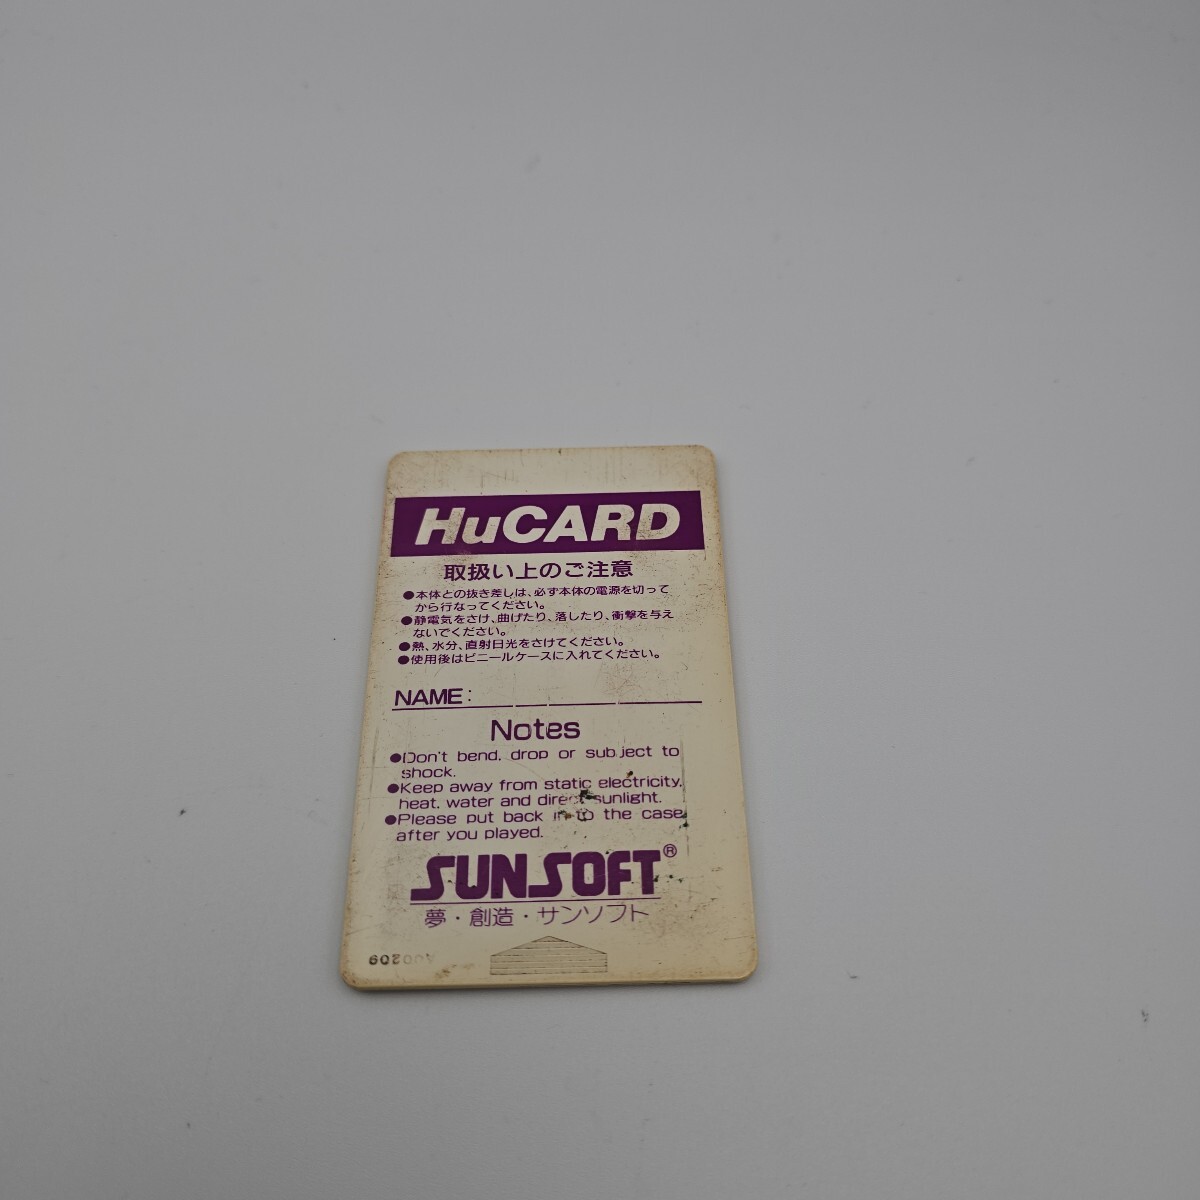 HuCARD
取扱い上のご注意
●本体との抜き差しは、必ず本体の電源を切って
から行なってください。
●静電気をさけ、曲げたり、落したり、衝撃を与え
ないでください。
●熱、水分、直射日光をさけてください。
●使用後はビニールケースに入れてください。
NAME:
Notes
●Don't bend, drop or subject to
shock.
●Keep away from static electricity,
heat, water and direct sunlight.
●Please put back into the case
after you played.
SUNSOFT®
夢・創造・サンソフト